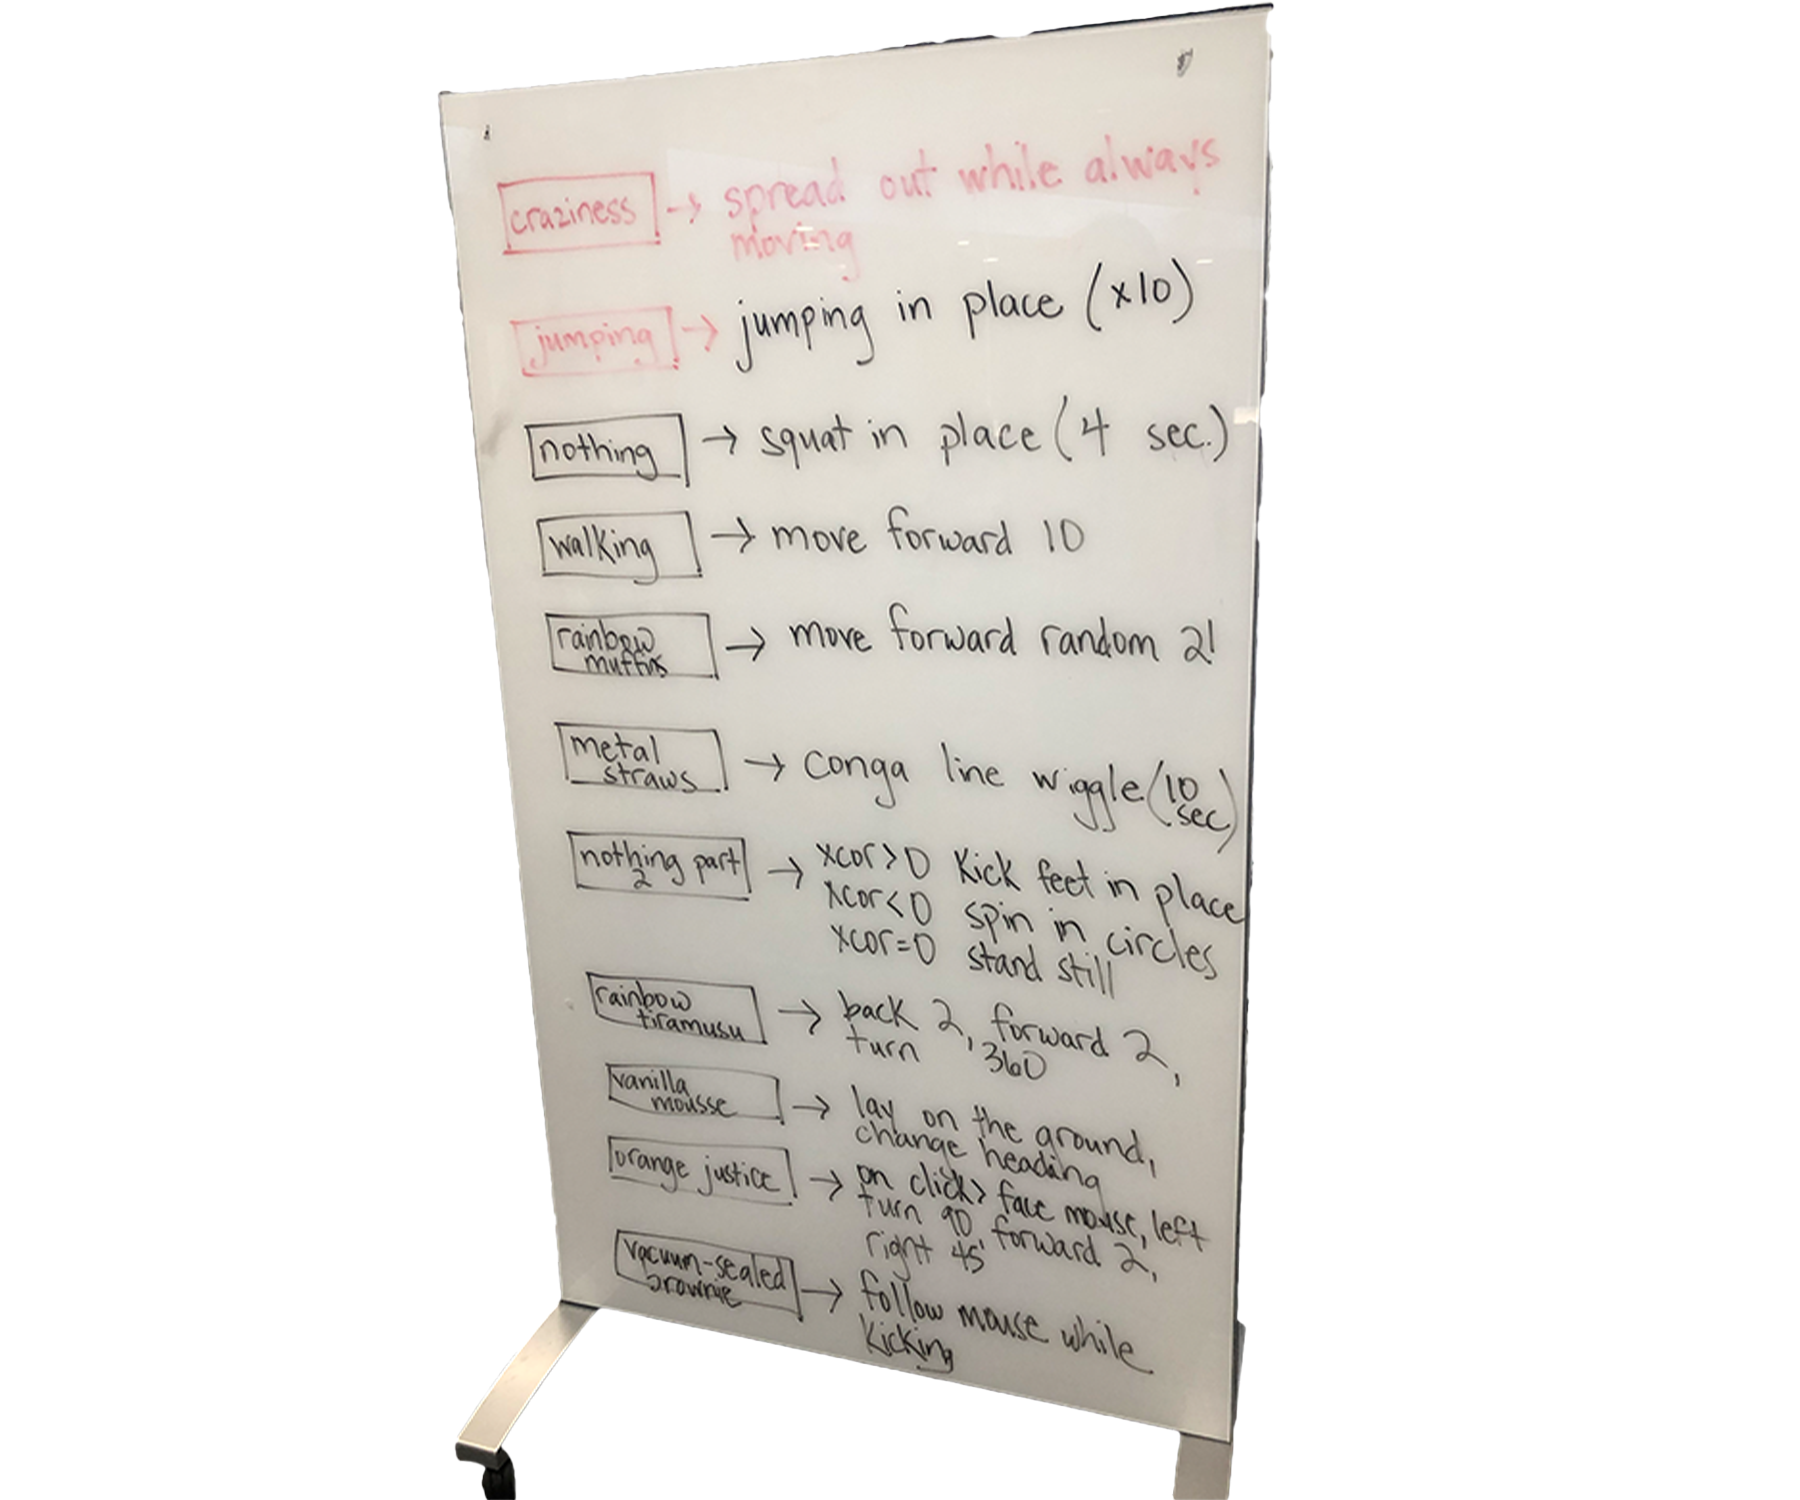 craziness → spread out while always
moving
jumping → jumping in place (x10)
nothing → squat in place (4 sec.)
walking → move forward 10
rainbow
muffins → move forward random 21
metal
straws → conga line wiggle (10
sec)
nothing part
2 → xcor>0 kick feet in place
xcor<0 spin in circles
xcor=0 stand still
rainbow
tiramusu → back 2, forward 2,
turn 360
vanilla
mousse → lay on the ground,
change heading
orange justice → on click> face mouse, left
turn 90 forward 2,
right 45
vacuum-sealed
brownie → follow mouse while
kicking